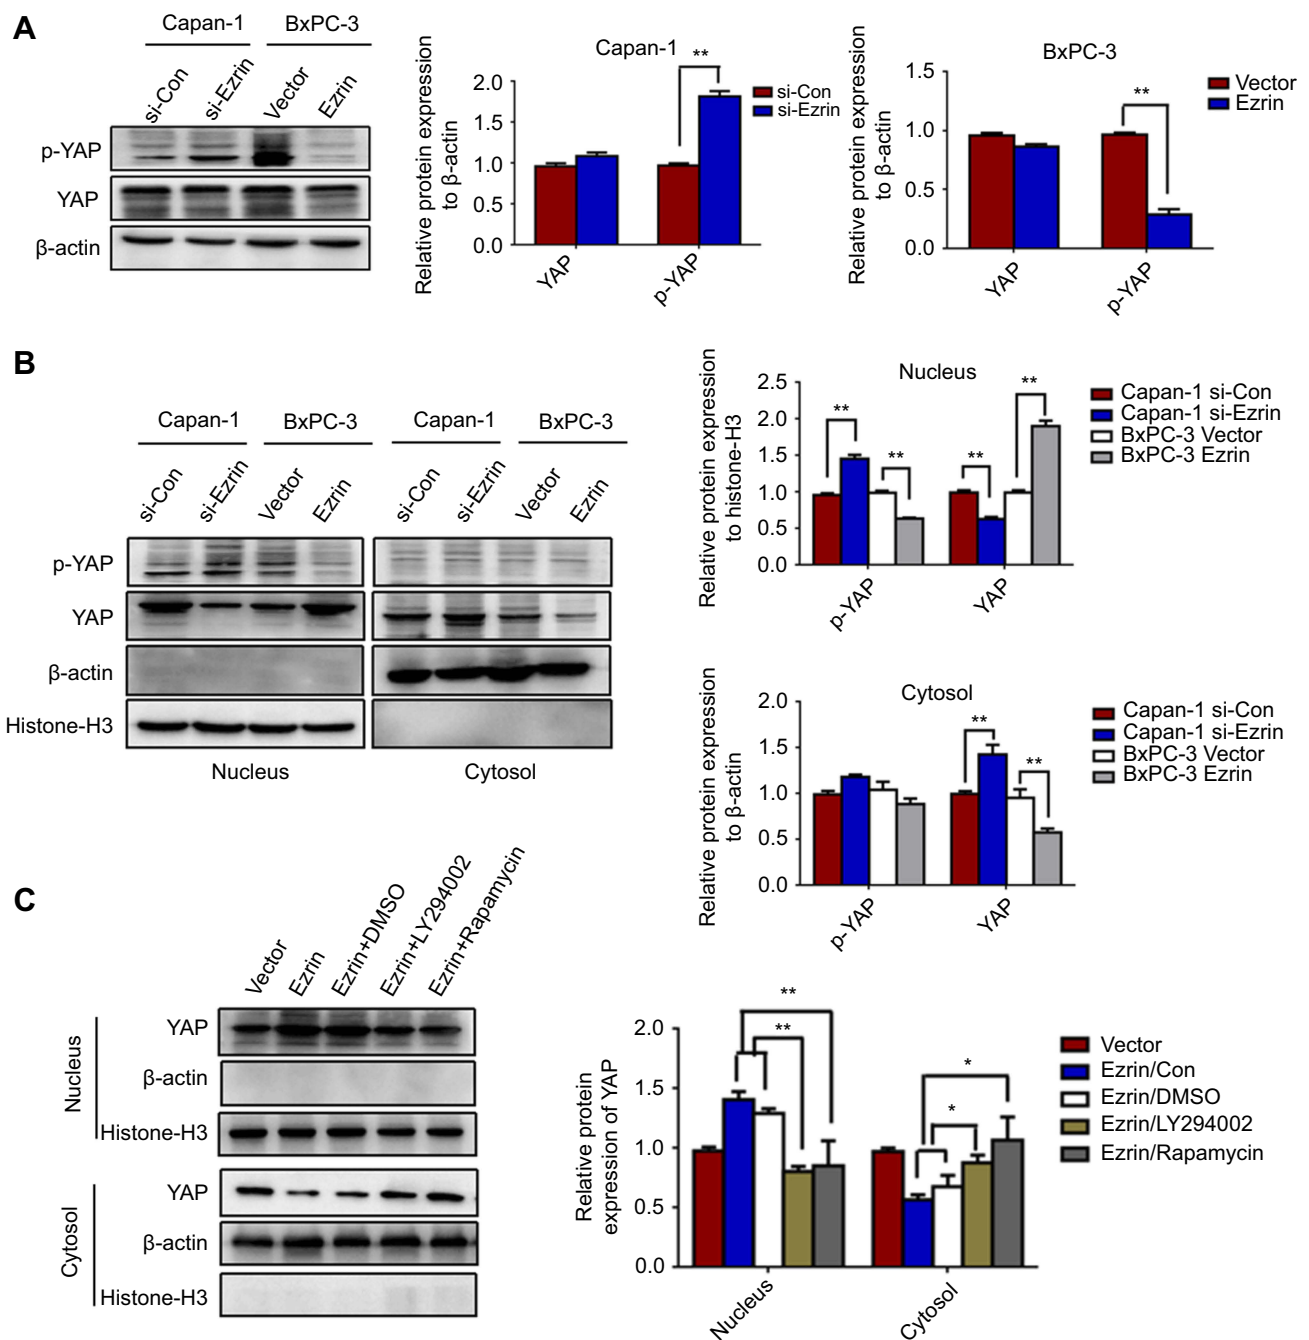 A
Capan-1 BxPC-3
si-Con si-Ezrin Vector Ezrin
p-YAP
YAP
β-actin
Relative protein expression
to β-actin
Capan-1
**
2.0
1.5
1.0
0.5
0.0
YAP p-YAP
si-Con
si-Ezrin
Relative protein expression
to β-actin
BxPC-3
**
1.5
1.0
0.5
0
YAP p-YAP
Vector
Ezrin
B
Capan-1 BxPC-3 Capan-1 BxPC-3
si-Con si-Ezrin Vector Ezrin si-Con si-Ezrin Vector Ezrin
p-YAP
YAP
β-actin
Histone-H3
Nucleus Cytosol
Relative protein expression
to histone-H3
Nucleus
** ** ** **
2.5
2.0
1.5
1.0
0.5
0.0
p-YAP YAP
Capan-1 si-Con
Capan-1 si-Ezrin
BxPC-3 Vector
BxPC-3 Ezrin
Relative protein expression
to β-actin
Cytosol
** **
2.0
1.5
1.0
0.5
0.0
p-YAP YAP
Capan-1 si-Con
Capan-1 si-Ezrin
BxPC-3 Vector
BxPC-3 Ezrin
C
Vector Ezrin Ezrin+DMSO Ezrin+LY294002 Ezrin+Rapamycin
Nucleus
YAP
β-actin
Histone-H3
Cytosol
YAP
β-actin
Histone-H3
Relative protein
expression of YAP
** ** * *
2.0
1.5
1.0
0.5
0.0
Nucleus Cytosol
Vector
Ezrin/Con
Ezrin/DMSO
Ezrin/LY294002
Ezrin/Rapamycin